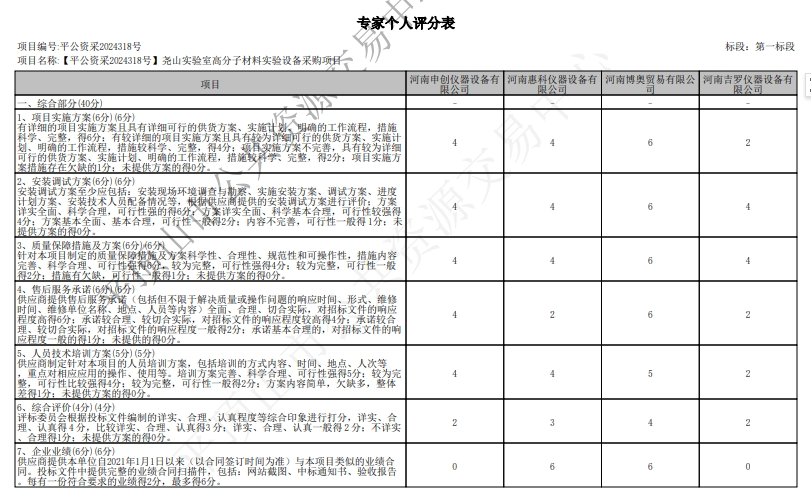 专家个人评分表
项目编号:平公资采2024318号 标段：第一标段
项目名称:【平公资采2024318号】尧山实验室高分子材料实验设备采购项目
项目 河南申创仪器设备有限公司 河南惠科仪器设备有限公司 河南博奥贸易有限公司 河南吉罗仪器设备有限公司
一、综合部分(40分) - - - -
1、项目实施方案(6分)(6分)
有详细的项目实施方案且具有详细可行的供货方案、实施计划、明确的工作流程，措施
科学、完整，得6分；有较详细的项目实施方案且具有较为详细可行的供货方案、实施计
划、明确的工作流程，措施较科学、完整，得4分；项目实施方案不完善，具有较为详细
可行的供货方案、实施计划、明确的工作流程，措施较科学、完整，得2分；项目实施方
案措施存在欠缺的1分；未提供方案的得0分。
4 4 6 2
2、安装调试方案(6分)(6分)
安装调试方案至少应包括：安装现场环境调查与勘察、实施安装方案、调试方案、进度
计划方案、安装技术人员配备情况等，根据供应商提供的安装调试方案进行评价；方案
详实全面、科学合理，可行性强的得6分；方案详实全面、科学基本合理，可行性较强得
4分；方案基本全面、基本合理，可行性一般得2分；内容不完善，可行性一般得1分；未
提供方案的得0分。
4 4 6 4
3、质量保障措施及方案(6分)(6分)
针对本项目制定的质量保障措施及方案科学性、合理性、规范性和可操作性，措施内容
完善、科学合理、可行性强得6分，较为完整，可行性强得4分；较为完整，可行性一般
得2分；措施有欠缺，可行性一般得1分；未提供方案的得0分。
4 4 6 4
4、售后服务承诺(6分)(6分)
供应商提供售后服务承诺（包括但不限于解决质量或操作问题的响应时间、形式、维修
时间、维修单位名称、地点、人员等内容）全面、合理、切合实际，对招标文件的响应
程度高得6分；承诺较合理、较切合实际，对招标文件的响应程度较高得4分；承诺较合
理、较切合实际，对招标文件的响应程度一般得2分；承诺基本合理的，对招标文件的响
应程度一般的得1分；未提供的得0分。
4 2 6 2
5、人员技术培训方案(5分)(5分)
供应商制定针对本项目的人员培训方案，包括培训的方式内容、时间、地点、人次等
，重点对相应应用的操作、使用等。培训方案完善、科学合理、可行性强得5分；较为完
整，可行性比较强得4分；较为完整，可行性一般得2分；方案内容简单，欠缺多，整体
差得1分；未提供方案的得0分。
4 4 5 2
6、综合评价(4分)(4分)
评标委员会根据投标文件编制的详实、合理、认真程度等综合印象进行打分，详实、合
理、认真得４分，比较详实、合理、认真得3分；详实、合理、认真一般得２分；不详实
、合理得1分；未提供方案的得0分。
2 3 4 2
7、企业业绩(6分)(6分)
供应商提供本单位自2021年1月1日以来（以合同签订时间为准）与本项目类似的业绩合
同。投标文件中提供完整的业绩合同扫描件，包括：网站截图、中标通知书、验收报告
。每有一份符合要求的业绩得2分，最多得6分。
0 6 6 0